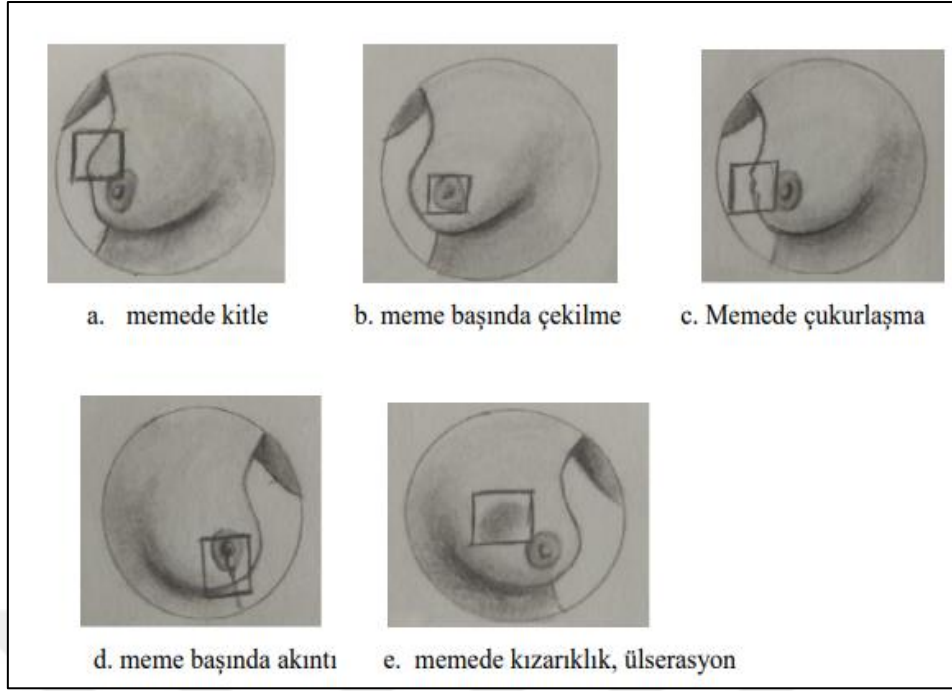 a. memede kitle
b. meme başında çekilme
c. Memede çukurlaşma
d. meme başında akıntı
e. memede kızarıklık, ülserasyon